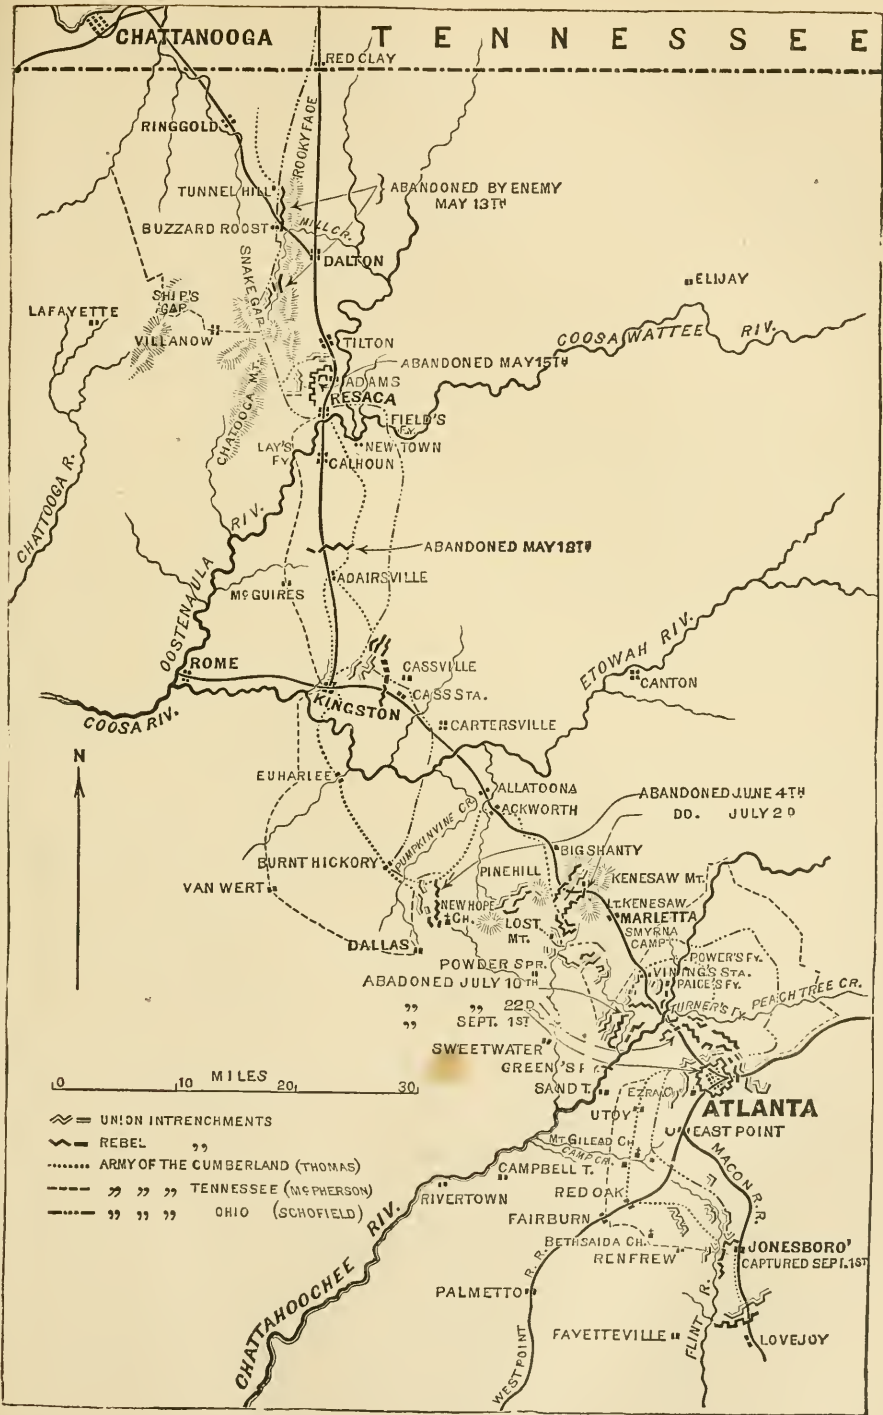 CHATTANOOGA
TENNESSEE
RED CLAY
RINGGOLD
ROCKY FACE
TUNNEL HILL
ABANDONED BY ENEMY
MAY 13TH
BUZZARD ROOST
MILL CR.
DALTON
SNAKE GAP
ELIJAY
SHIP'S
GAP
LAFAYETTE
VILLANOW
COOSAWATTEE RIV.
TILTON
ABANDONED MAY 15TH
ADAMS
RESACA
CHATOOGA MT.
FIELD'S
FY.
LAY'S
FY
NEW TOWN
CALHOUN
CHATTOOGA R.
OOSTENAULA RIV.
ABANDONED MAY 18TH
ADAIRSVILLE
McGUIRES
ROME
CASSVILLE
ETOWAH RIV.
CANTON
CASS STA.
KINGSTON
COOSA RIV.
CARTERSVILLE
N
EUHARLEE
ALLATOONA
ACKWORTH
ABANDONED JUNE 4TH
DO. JULY 2D
PUMPKINVINE CR.
BIG SHANTY
BURNT HICKORY
PINE HILL
KENESAW MT.
VAN WERT
NEW HOPE
CH.
LT. KENESAW
MARIETTA
LOST
MT.
SMYRNA
CAMP
DALLAS
POWER'S FY.
POWDER SPR.
VINING'S STA.
PAICE'S FY.
ABADONED JULY 10TH
„ „ 22D
„ SEPT. 1ST
TURNER'S FY.
PEACH TREE CR.
SWEETWATER
GREEN'S F
SAND T.
EZRA C.
ATLANTA
UTOY
EAST POINT
MT. GILEAD CH.
CAMP CR.
CAMPBELL T.
MACON R.R.
RIVERTOWN
RED OAK
FAIRBURN
BETHSAIDA CH.
RENFREW
JONESBORO'
CAPTURED SEPT. 1ST
PALMETTO
WEST POINT R.R.
FAYETTEVILLE
FLINT R.
LOVEJOY
CHATTAHOOCHEE RIV.
MILES
0 10 20 30
UNION INTRENCHMENTS
REBEL „
ARMY OF THE CUMBERLAND (THOMAS)
„ „ „ TENNESSEE (McPHERSON)
„ „ „ OHIO (SCHOFIELD)